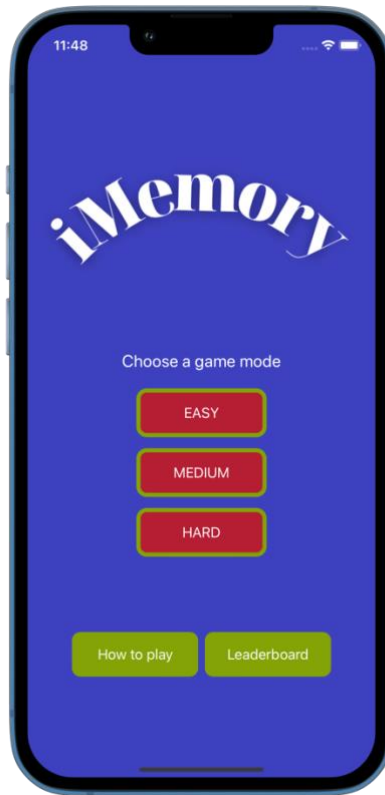 11:48
iMemory
Choose a game mode
EASY
MEDIUM
HARD
How to play Leaderboard